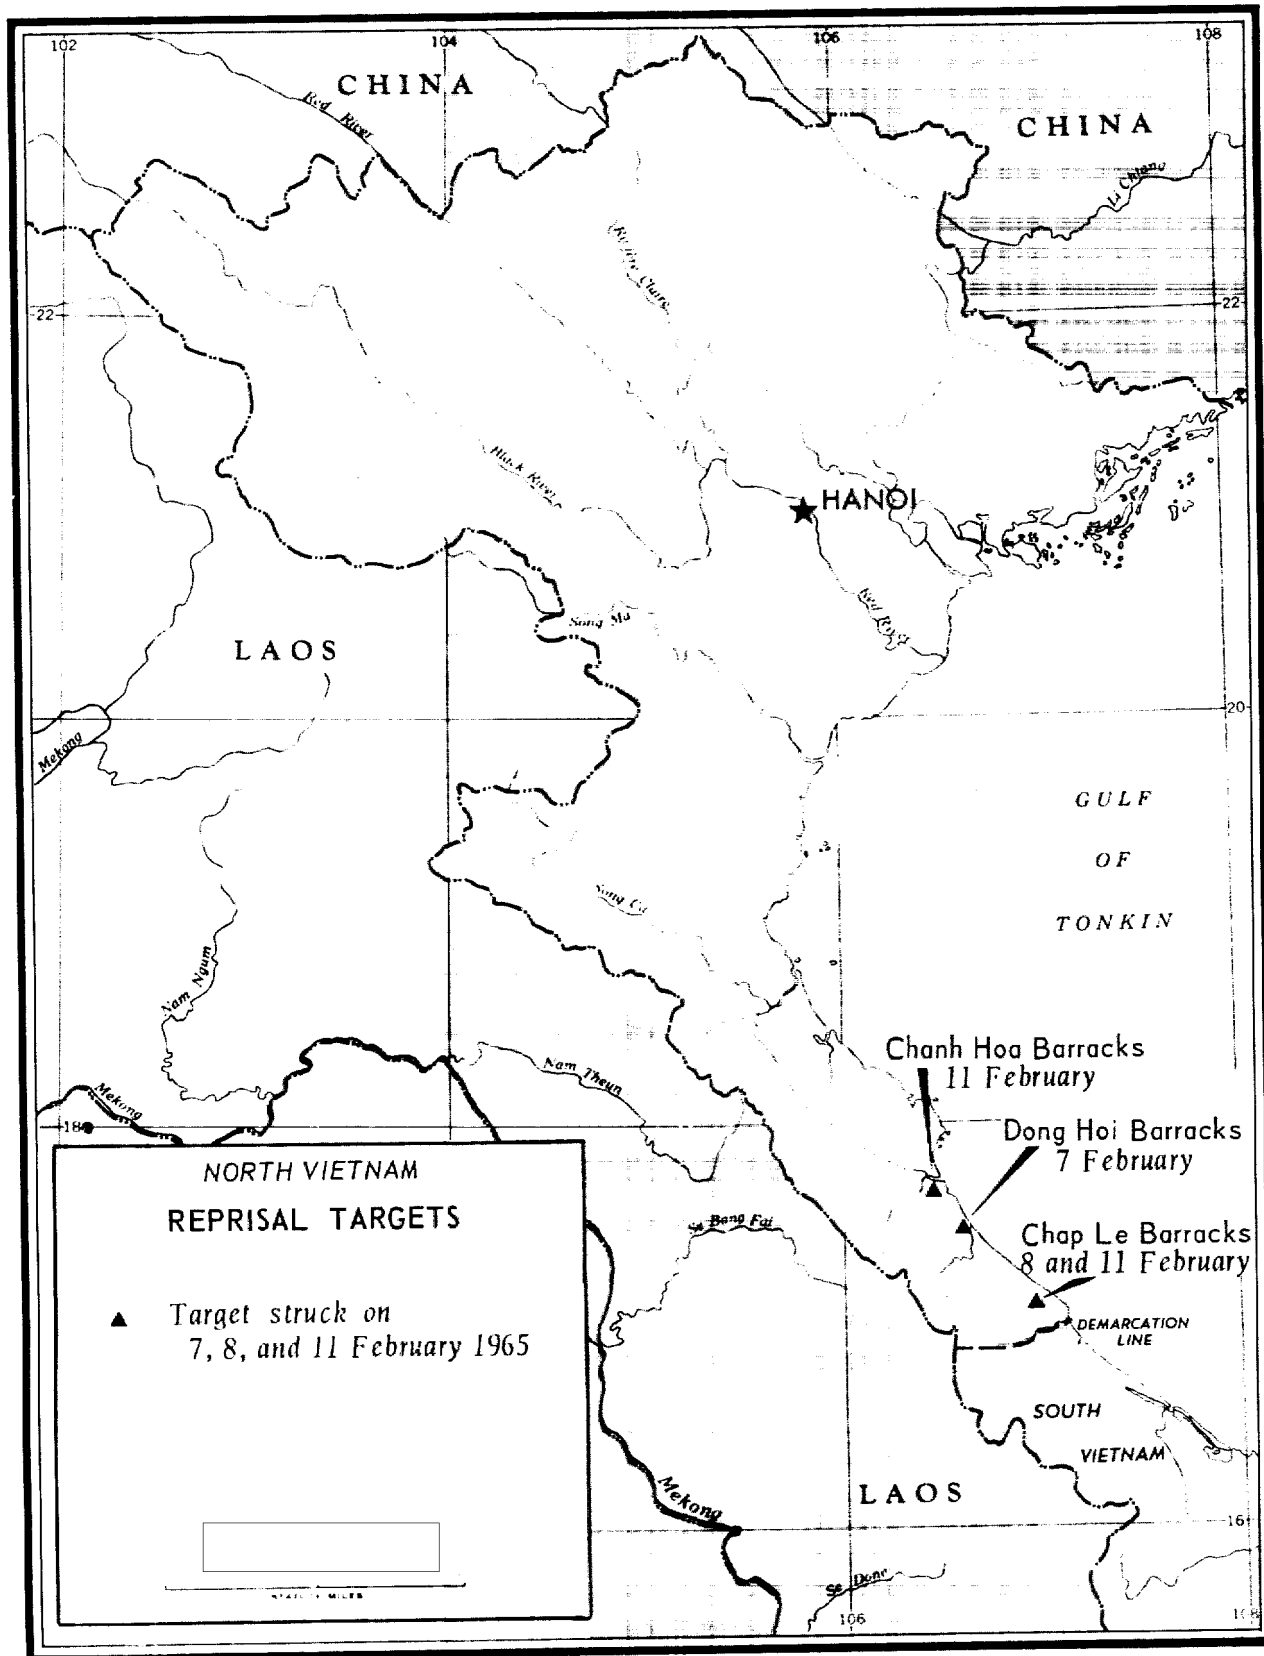 102
104
106
108
CHINA
CHINA
Red River
Li Chiang
Rivière Claire
22
22
Black River
HANOI
Song Ma
Red River
LAOS
20
Mekong
GULF
OF
TONKIN
Song Ca
Nam Ngum
Chanh Hoa Barracks
11 February
Nam Theun
Mekong
18
Dong Hoi Barracks
7 February
NORTH VIETNAM
REPRISAL TARGETS
Se Bang Fai
Chap Le Barracks
8 and 11 February
Target struck on
7, 8, and 11 February 1965
DEMARCATION
LINE
SOUTH
VIETNAM
LAOS
Mekong
16
Se Done
MILES
106
108